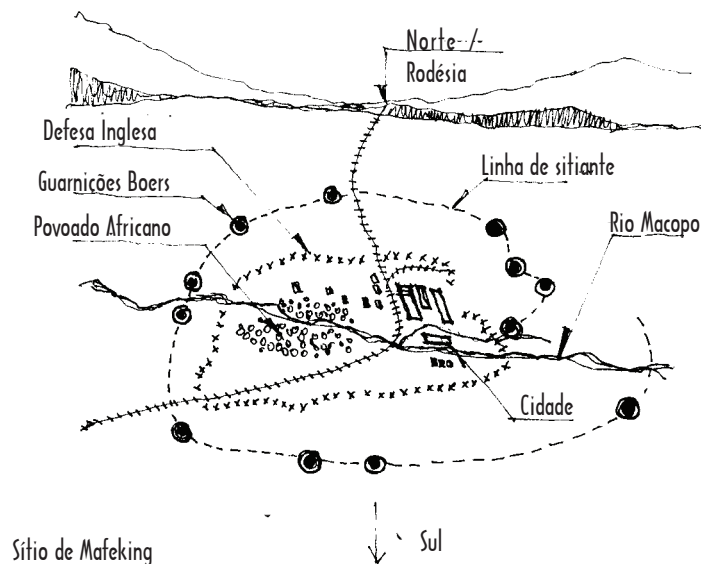 Norte-/-
Rodésia
Defesa Inglesa
Linha de sitiante
Guarnições Boers
Povoado Africano
Rio Macopo
Cidade
Sul
Sítio de Mafeking